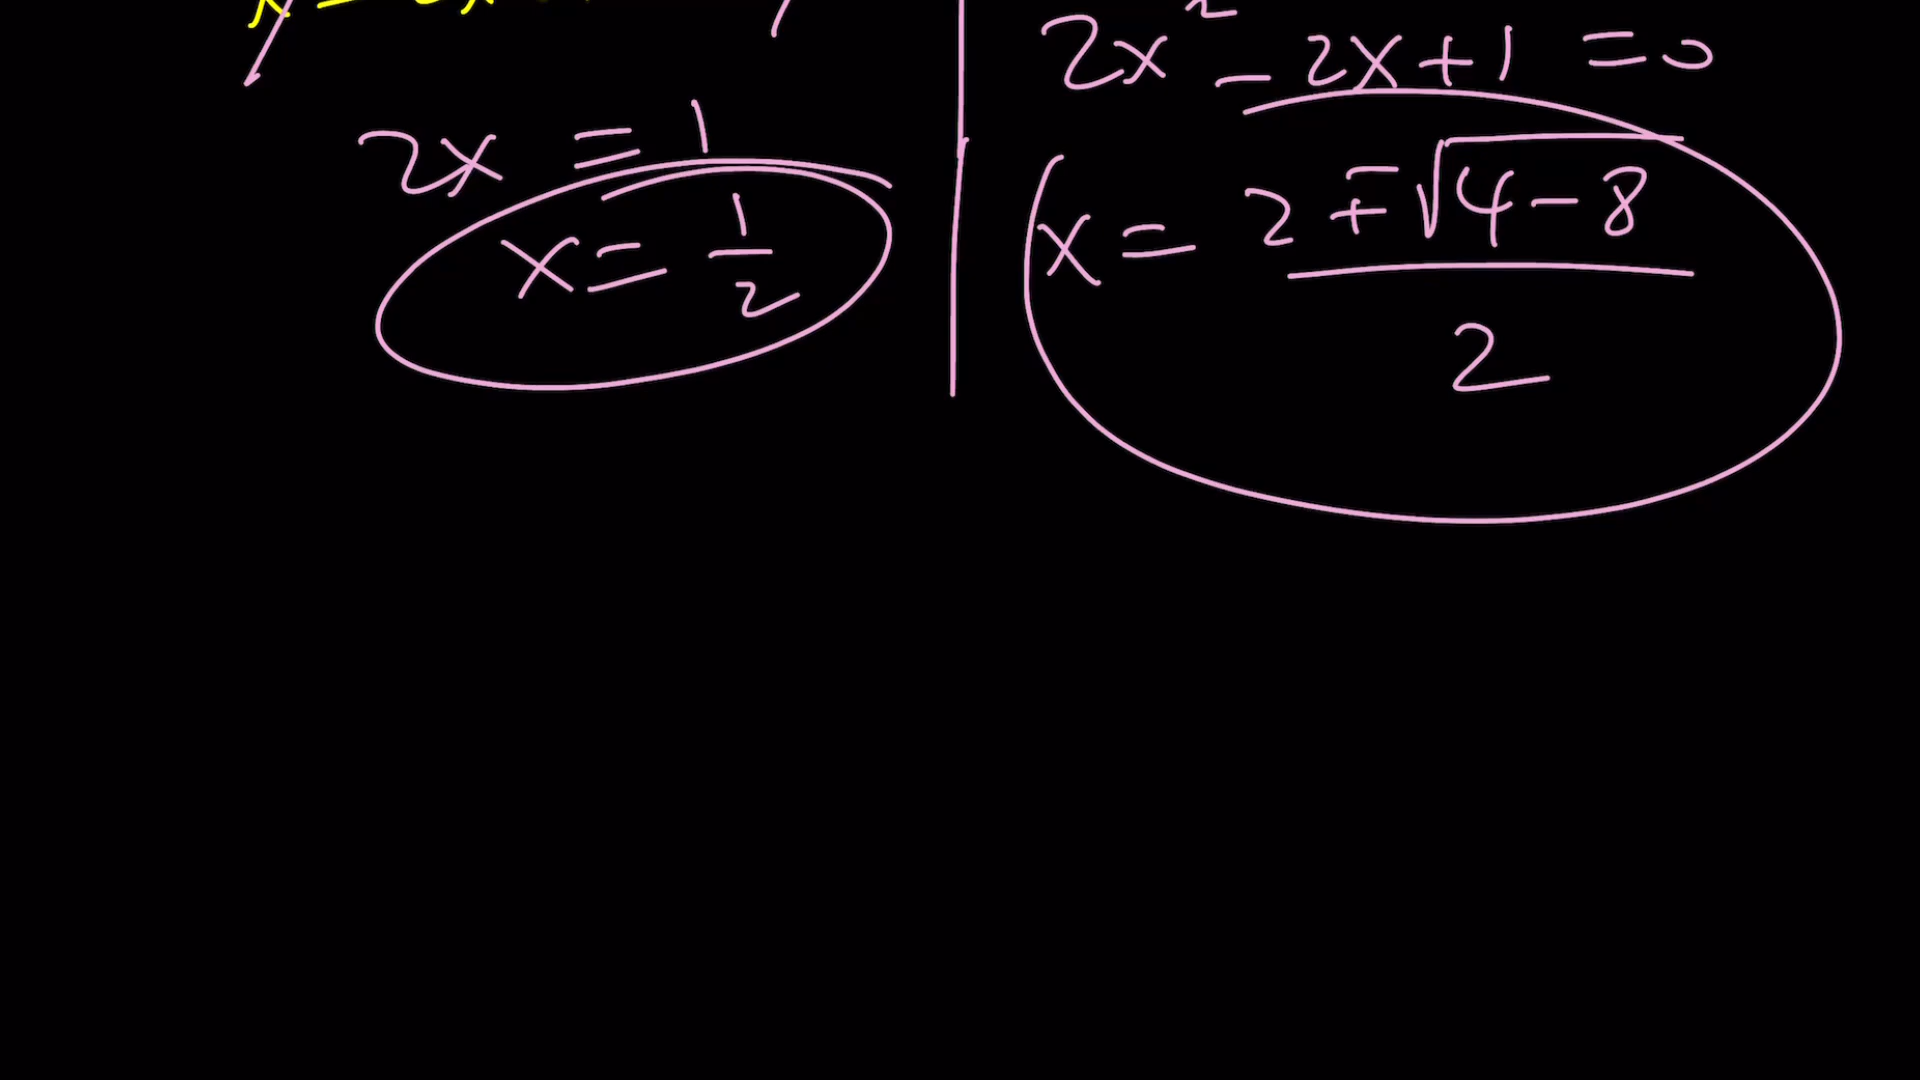 2x = 1
x = 1/2
2x² - 2x + 1 = 0
x = (2 ∓ √(4 - 8))/2